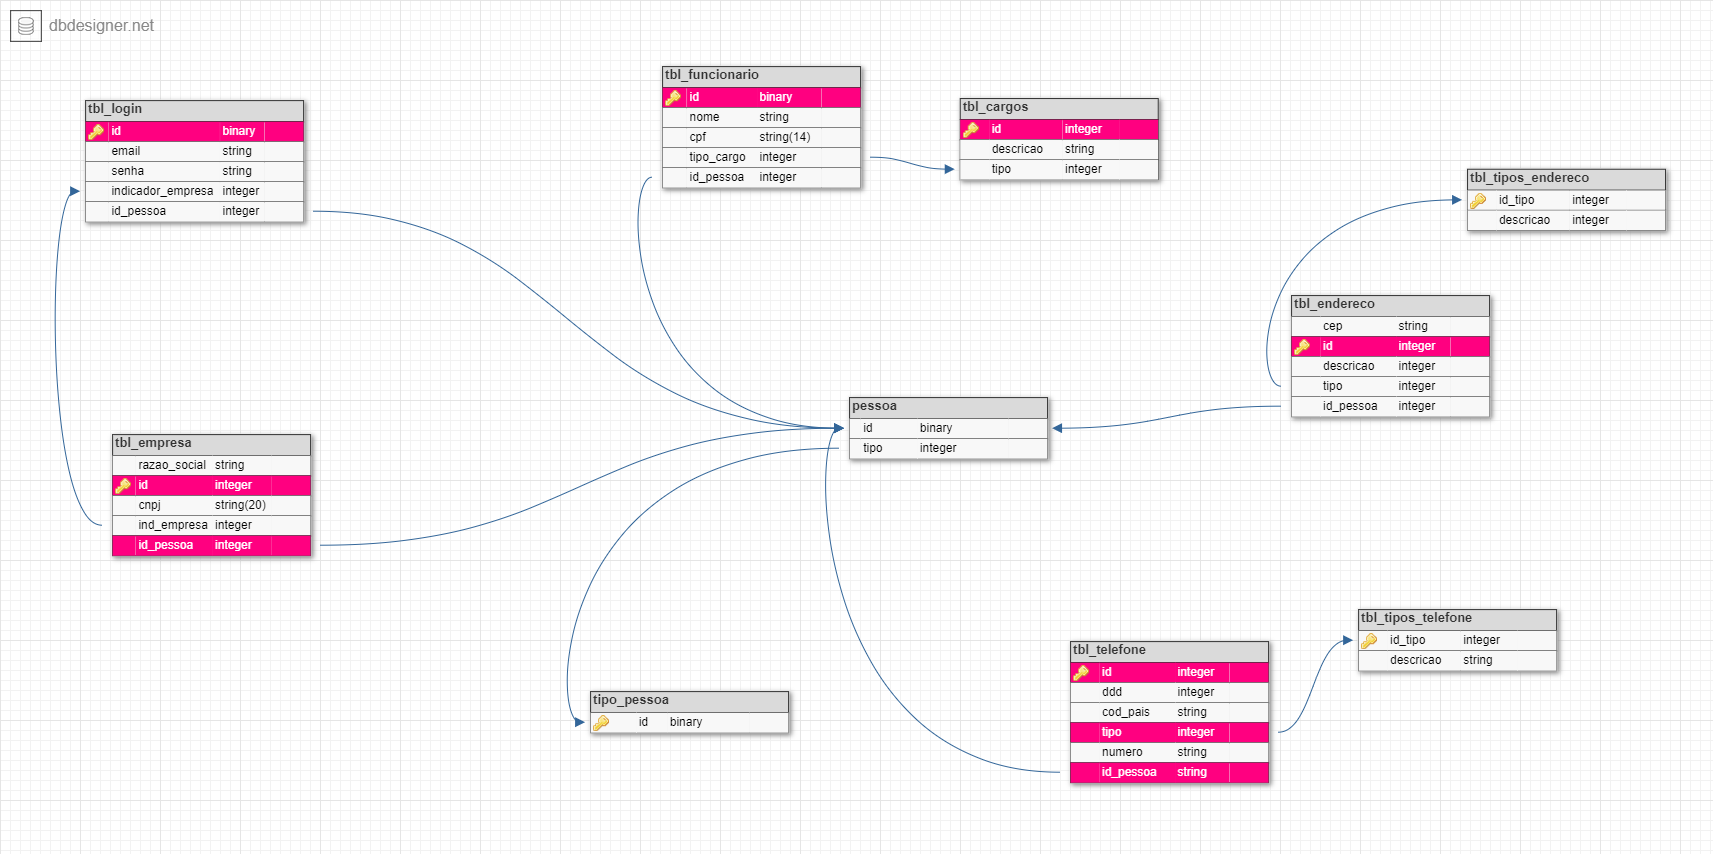 dbdesigner.net
tbl_login
id binary
email string
senha string
indicador_empresa integer
id_pessoa integer
tbl_funcionario
id binary
nome string
cpf string(14)
tipo_cargo integer
id_pessoa integer
tbl_cargos
id integer
descricao string
tipo integer
tbl_tipos_endereco
id_tipo integer
descricao integer
tbl_endereco
cep string
id integer
descricao integer
tipo integer
id_pessoa integer
pessoa
id binary
tipo integer
tbl_empresa
razao_social string
id integer
cnpj string(20)
ind_empresa integer
id_pessoa integer
tipo_pessoa
id binary
tbl_telefone
id integer
ddd integer
cod_pais string
tipo integer
numero string
id_pessoa string
tbl_tipos_telefone
id_tipo integer
descricao string